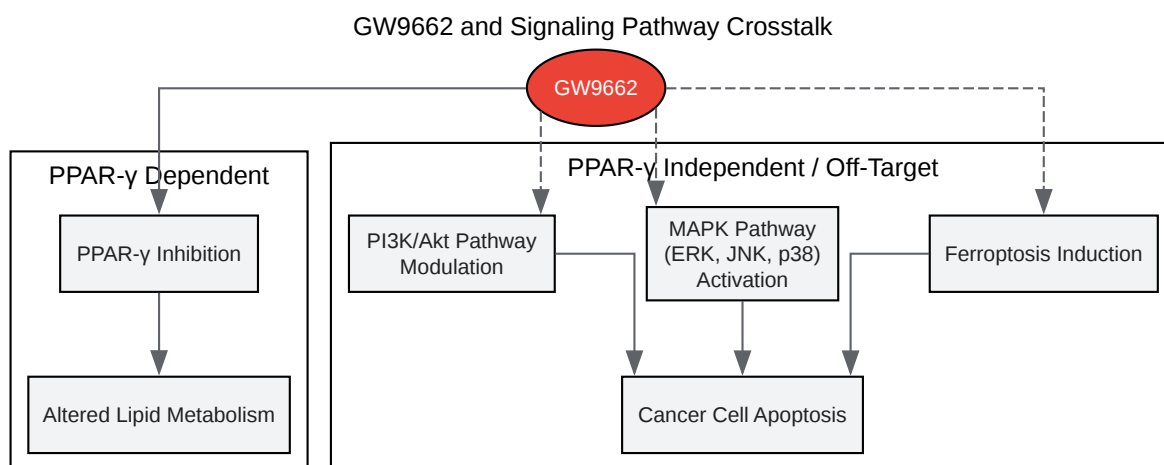 GW9662 and Signaling Pathway Crosstalk
GW9662
PPAR-γ Dependent
PPAR-γ Independent / Off-Target
PPAR-γ Inhibition
PI3K/Akt Pathway
Modulation
MAPK Pathway
(ERK, JNK, p38)
Activation
Ferroptosis Induction
Altered Lipid Metabolism
Cancer Cell Apoptosis